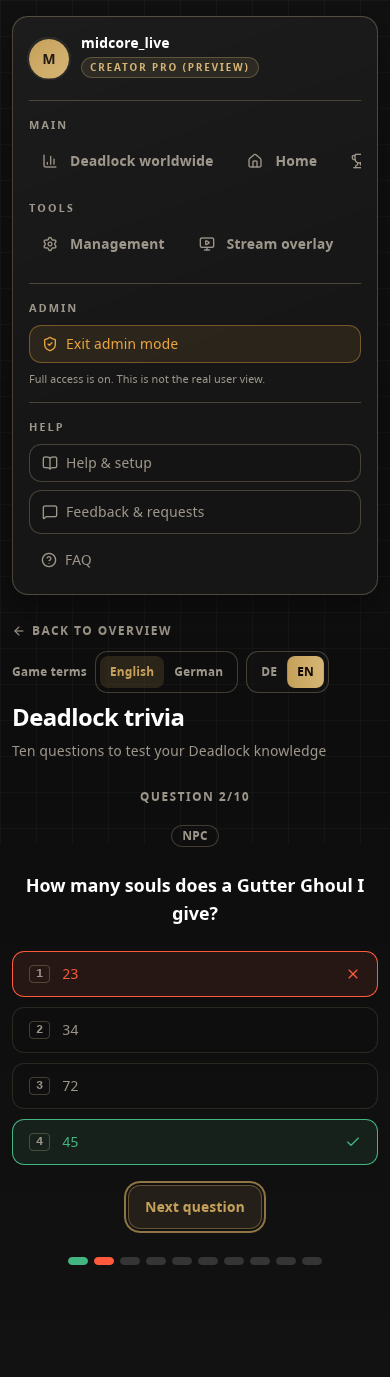 M
midcore_live
CREATOR PRO (PREVIEW)
MAIN
Deadlock worldwide
Home
TOOLS
Management
Stream overlay
ADMIN
Exit admin mode
Full access is on. This is not the real user view.
HELP
Help & setup
Feedback & requests
FAQ
BACK TO OVERVIEW
Game terms
English
German
DE
EN
Deadlock trivia
Ten questions to test your Deadlock knowledge
QUESTION 2/10
NPC
How many souls does a Gutter Ghoul I
give?
1 23
2 34
3 72
4 45
Next question